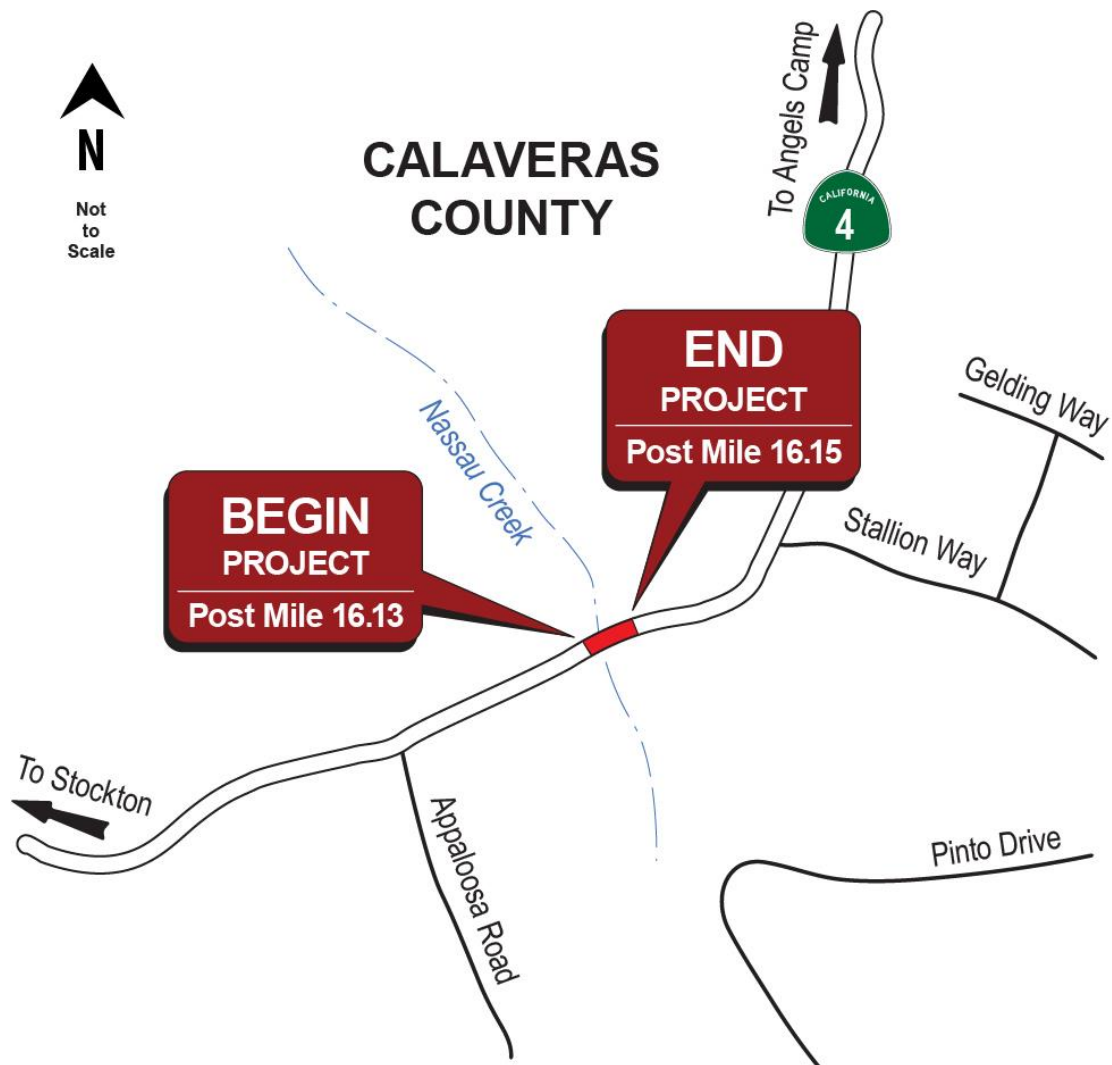 N
Not
to
Scale
CALAVERAS
COUNTY
To Angels Camp
CALIFORNIA
4
END
PROJECT
Post Mile 16.15
Gelding Way
Nassau Creek
BEGIN
PROJECT
Post Mile 16.13
Stallion Way
To Stockton
Appaloosa Road
Pinto Drive